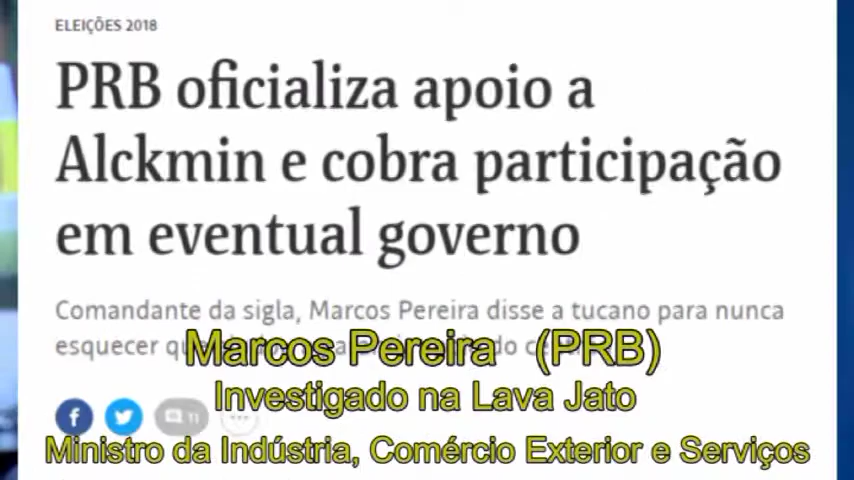 ELEIÇÕES 2018
PRB oficializa apoio a
Alckmin e cobra participação
em eventual governo
Comandante da sigla, Marcos Pereira disse a tucano para nunca
esquecer
Marcos Pereira (PRB)
Investigado na Lava Jato
11
Ministro da Indústria, Comércio Exterior e Serviços